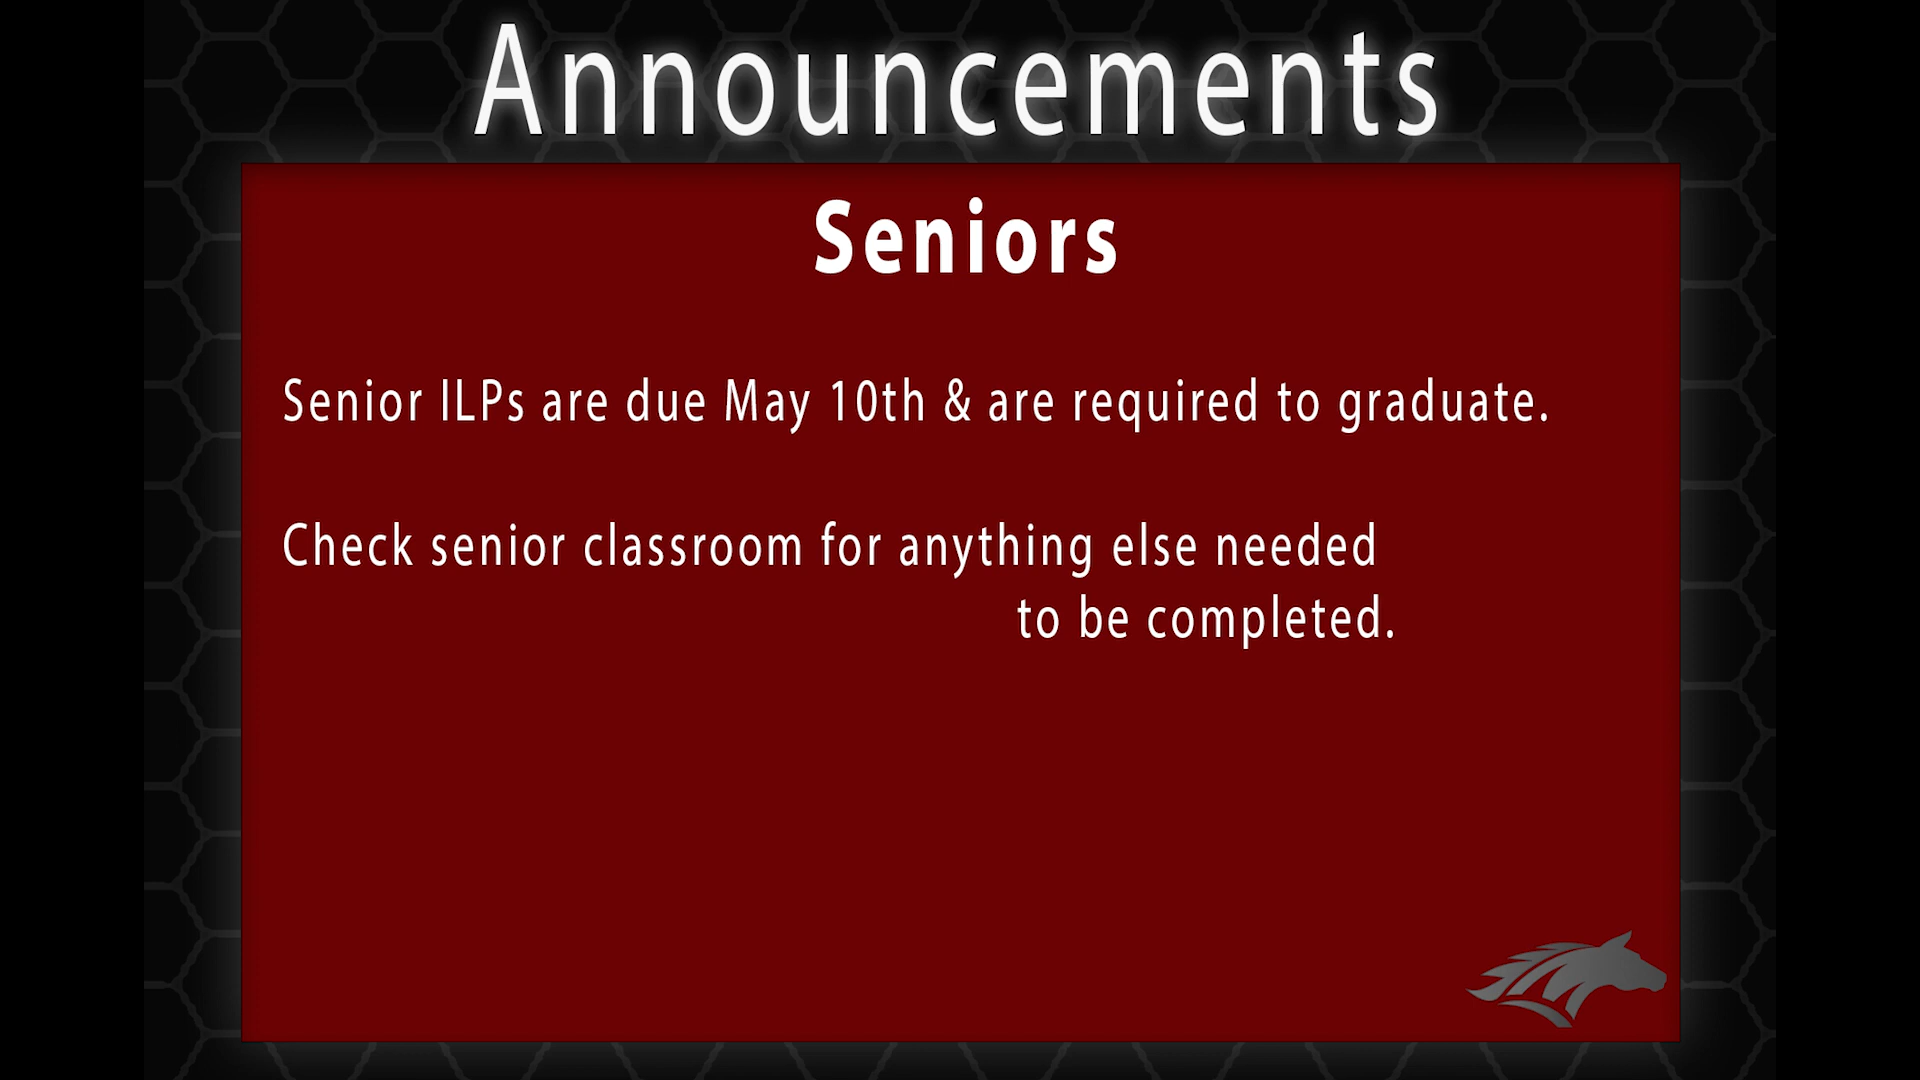 Announcements
Seniors
Senior ILPs are due May 10th & are required to graduate.
Check senior classroom for anything else needed
to be completed.